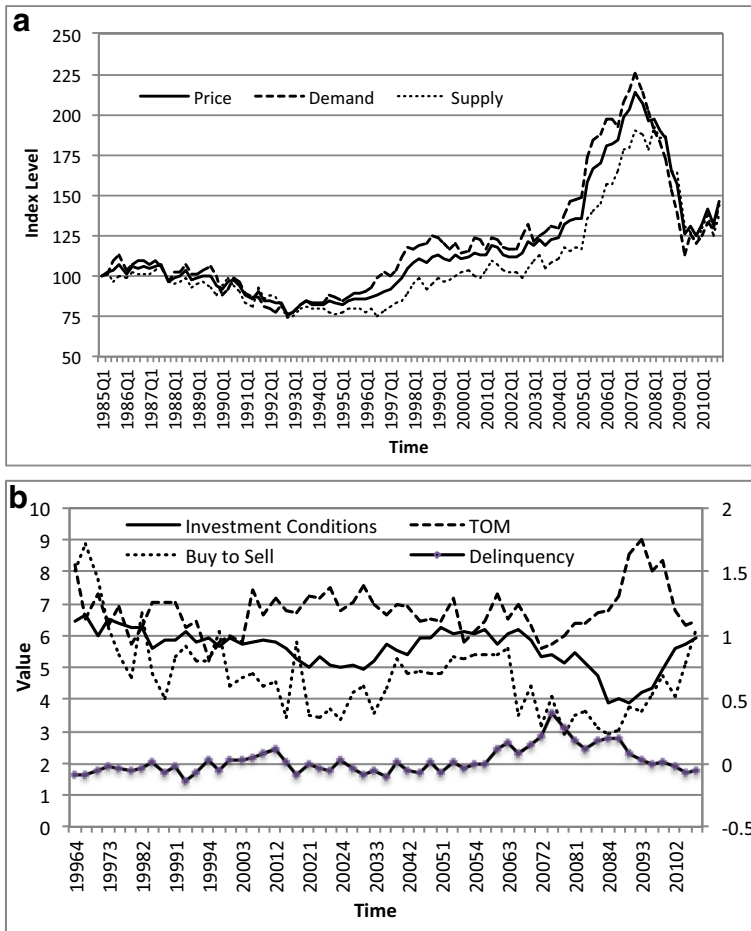 a
250
225
200
175
150
125
100
75
50
Index Level
Price Demand Supply
1985Q1
1986Q1
1987Q1
1988Q1
1989Q1
1990Q1
1991Q1
1992Q1
1993Q1
1994Q1
1995Q1
1996Q1
1997Q1
1998Q1
1999Q1
2000Q1
2001Q1
2002Q1
2003Q1
2004Q1
2005Q1
2006Q1
2007Q1
2008Q1
2009Q1
2010Q1
Time
b
10
9
8
7
6
5
4
3
2
1
0
Value
Investment Conditions TOM
Buy to Sell Delinquency
2
1.5
1
0.5
0
-0.5
19964
19973
19982
19991
19994
20003
20012
20021
20024
20033
20042
20051
20054
20063
20072
20081
20084
20093
20102
Time